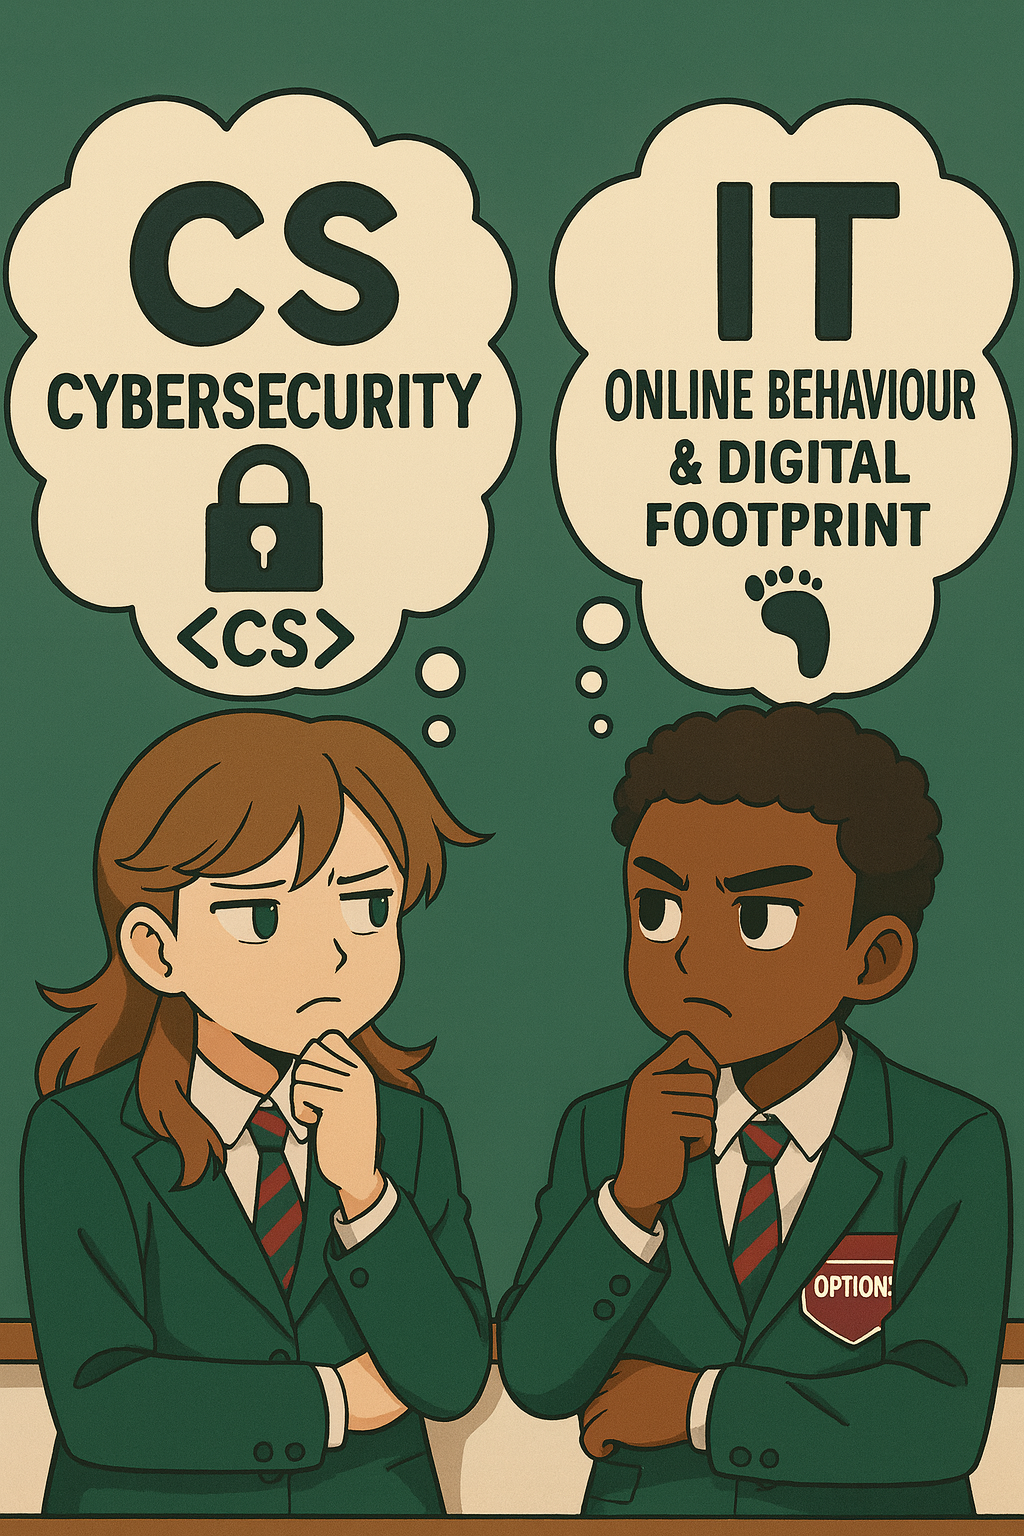 CS
CYBERSECURITY
<CS>
IT
ONLINE BEHAVIOUR
& DIGITAL
FOOTPRINT
OPTION: